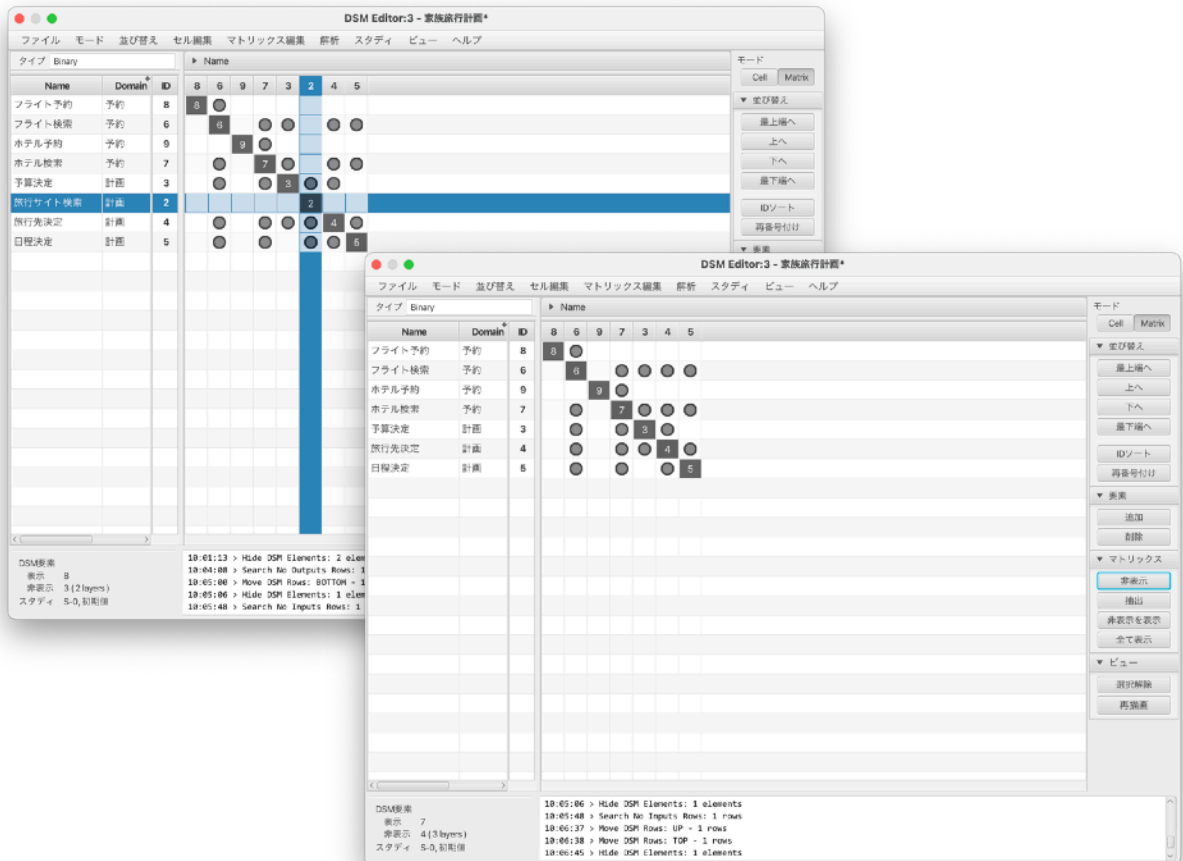 DSM Editor:3 - 家族旅行計画*
ファイル モード 並び替え セル編集 マトリックス編集 解析 スタディ ビュー ヘルプ
タイプ Binary
▶ Name
モード
Cell Matrix
Name Domain ID 8 6 9 7 3 2 4 5
▼ 並び替え
フライト予約 予約 8 8
最上端へ
フライト検索 予約 6 6
上へ
ホテル予約 予約 9 9
下へ
ホテル検索 予約 7 7
最下端へ
予算決定 計画 3 3
旅行サイト検索 計画 2 2
IDソート
旅行先決定 計画 4 4
再番号付け
日程決定 計画 5 5
▼ 要素
DSM要素
表示 8
非表示 3 ( 2 layers )
スタディ S-0, 初期値
10:01:13 > Hide DSM Elements: 2 elem
10:04:08 > Search No Outputs Rows: 1
10:05:00 > Move DSM Rows: BOTTOM - 1
10:05:06 > Hide DSM Elements: 1 elem
10:05:48 > Search No Inputs Rows: 1
DSM Editor:3 - 家族旅行計画*
ファイル モード 並び替え セル編集 マトリックス編集 解析 スタディ ビュー ヘルプ
タイプ Binary
▶ Name
モード
Cell Matrix
Name Domain ID 8 6 9 7 3 4 5
▼ 並び替え
フライト予約 予約 8 8
最上端へ
フライト検索 予約 6 6
上へ
ホテル予約 予約 9 9
下へ
ホテル検索 予約 7 7
最下端へ
予算決定 計画 3 3
旅行先決定 計画 4 4
IDソート
日程決定 計画 5 5
再番号付け
▼ 要素
追加
削除
▼ マトリックス
非表示
抽出
非表示を表示
全て表示
▼ ビュー
選択解除
再描画
DSM要素
表示 7
非表示 4 ( 3 layers )
スタディ S-0, 初期値
10:05:06 > Hide DSM Elements: 1 elements
10:05:48 > Search No Inputs Rows: 1 rows
10:06:37 > Move DSM Rows: UP - 1 rows
10:06:38 > Move DSM Rows: TOP - 1 rows
10:06:45 > Hide DSM Elements: 1 elements